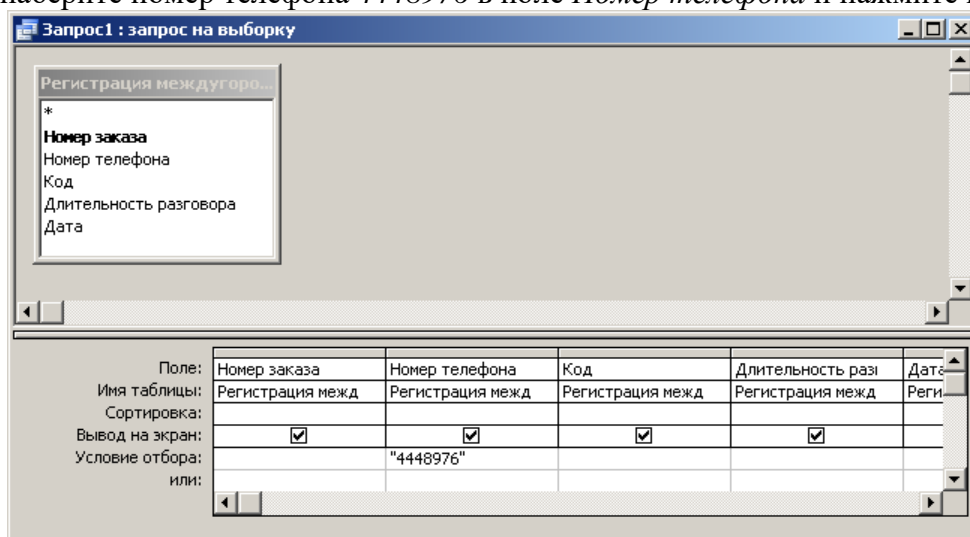 наберите номер телефона 4448976 в поле Номер телефона и нажмите
Запрос1 : запрос на выборку
Регистрация междугоро...
*
Номер заказа
Номер телефона
Код
Длительность разговора
Дата
Поле: Номер заказа Номер телефона Код Длительность разı Дата
Имя таблицы: Регистрация межд Регистрация межд Регистрация межд Регистрация межд Реги
Сортировка:
Вывод на экран:
Условие отбора: "4448976"
или: